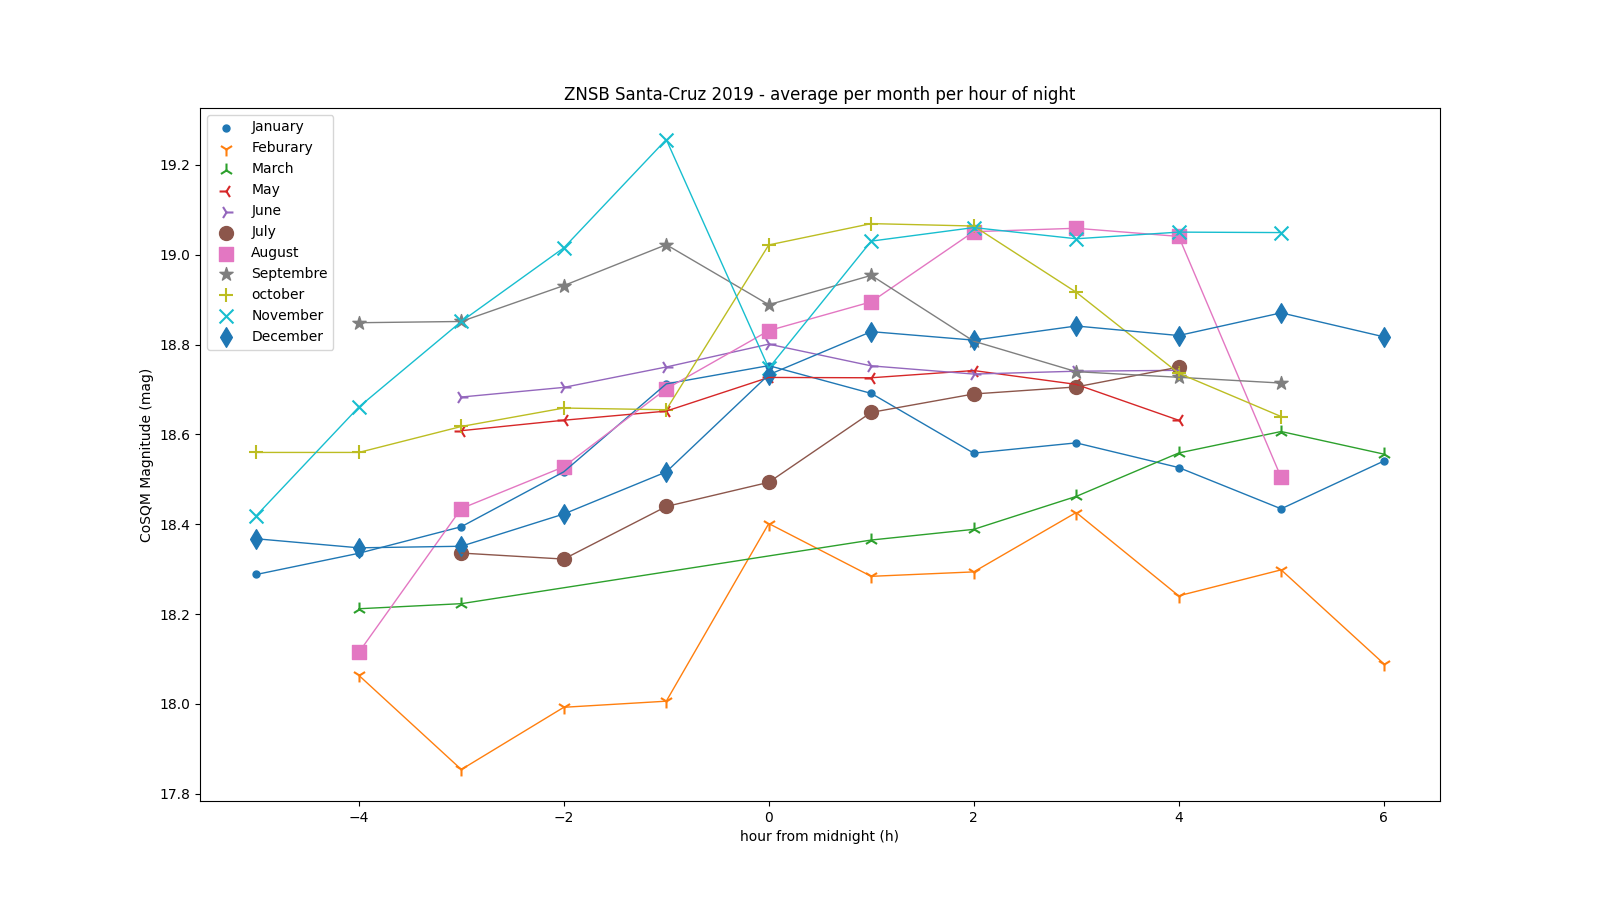 ZNSB Santa-Cruz 2019 - average per month per hour of night
January
Feburary
March
May
June
July
August
Septembre
october
November
December
19.2
19.0
18.8
18.6
18.4
18.2
18.0
17.8
CoSQM Magnitude (mag)
−4
−2
0
2
4
6
hour from midnight (h)